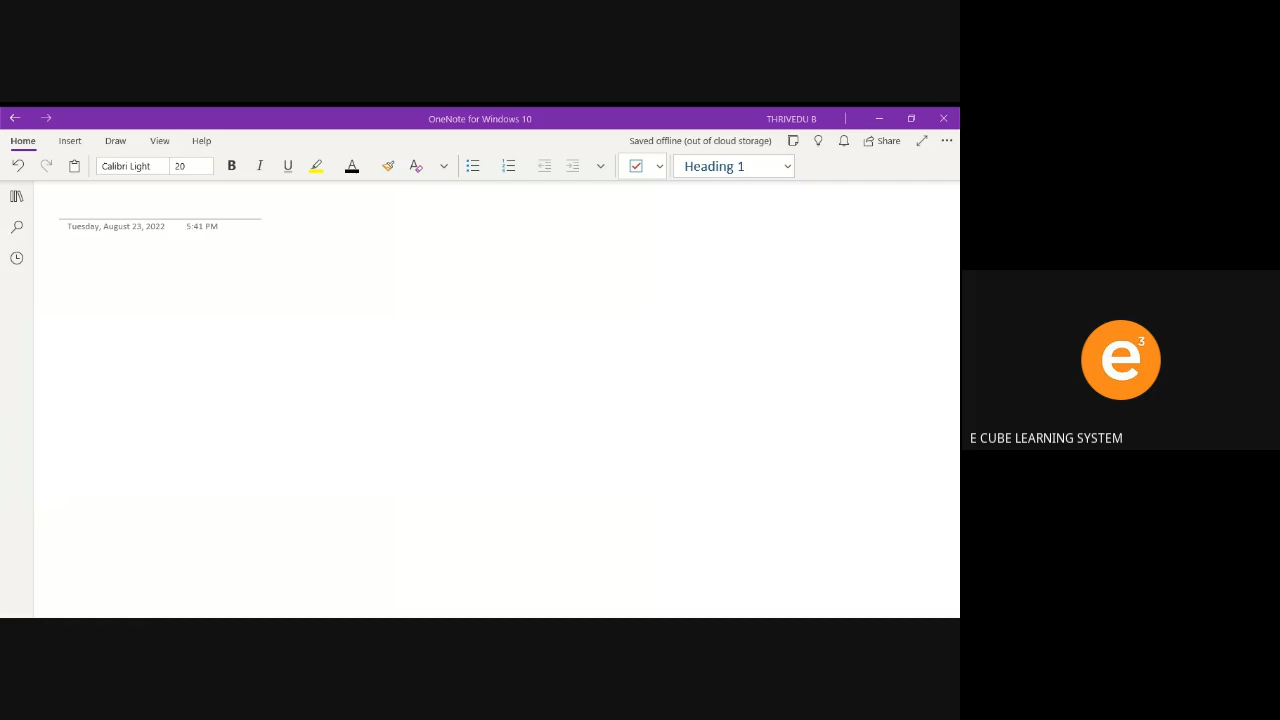 OneNote for Windows 10
THRIVEDU B
Home
Insert
Draw
View
Help
Saved offline (out of cloud storage)
Share
Calibri Light
20
B
I
U
A
A
Heading 1
Tuesday, August 23, 2022
5:41 PM
e3
E CUBE LEARNING SYSTEM